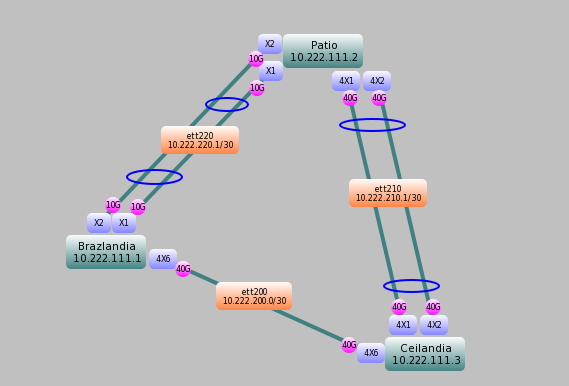 X2
Patio
10.222.111.2
10G
X1
4X1
4X2
10G
40G
40G
ett220
10.222.220.1/30
ett210
10.222.210.1/30
10G
10G
X2
X1
Brazlandia
10.222.111.1
4X6
40G
ett200
10.222.200.0/30
40G
40G
4X1
4X2
40G
4X6
Ceilandia
10.222.111.3